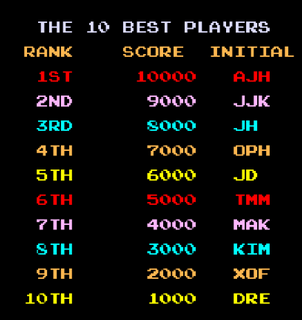 THE 10 BEST PLAYERS
RANK SCORE INITIAL
1ST 10000 AJH
2ND 9000 JJK
3RD 8000 JH
4TH 7000 OPH
5TH 6000 JD
6TH 5000 TMM
7TH 4000 MAK
8TH 3000 KIM
9TH 2000 XOF
10TH 1000 DRE